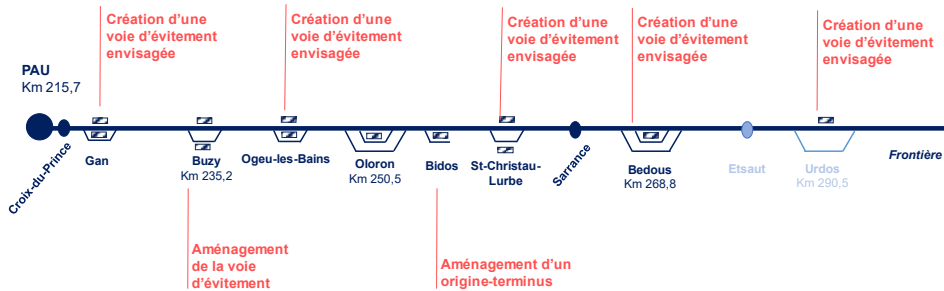 Création d'une
voie d'évitement
envisagée
Création d'une
voie d'évitement
envisagée
Création d'une
voie d'évitement
envisagée
Création d'une
voie d'évitement
envisagée
Création d'une
voie d'évitement
envisagée
PAU
Km 215,7
Croix-du-Prince
Gan
Buzy
Km 235,2
Ogeu-les-Bains
Oloron
Km 250,5
Bidos
St-Christau-
Lurbe
Sarrance
Bedous
Km 268,8
Etsaut
Urdos
Km 290,5
Frontière
Aménagement
de la voie
d'évitement
Aménagement d'un
origine-terminus